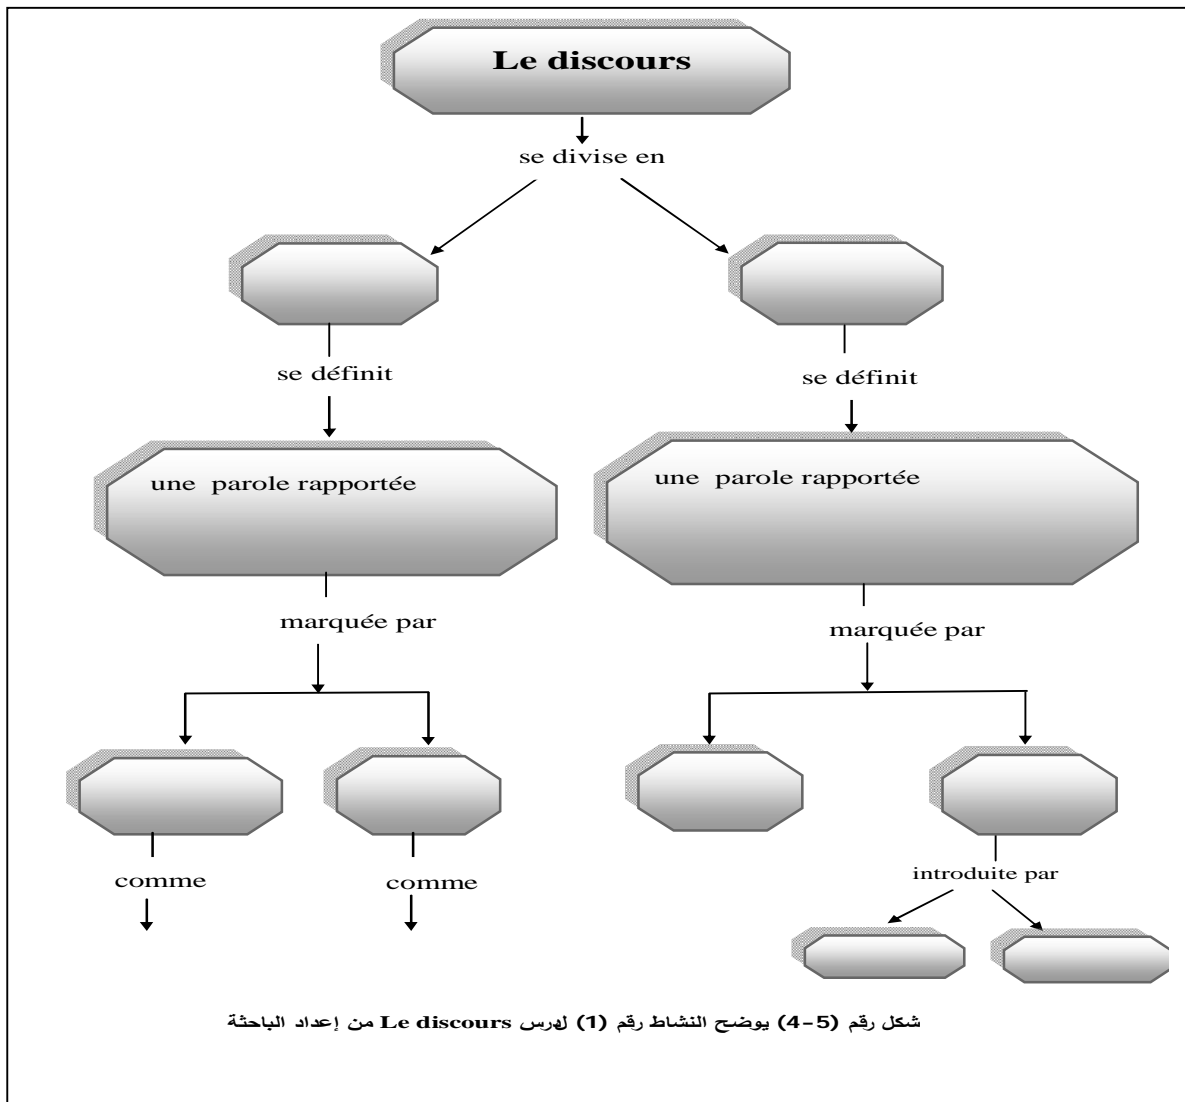 Le discours
se divise en
se définit
se définit
une parole rapportée
une parole rapportée
marquée par
marquée par
comme
comme
introduite par
شكل رقم (5-4) يوضح النشاط رقم (1) لدرس Le discours من إعداد الباحثة